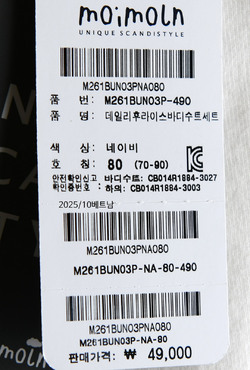 moimoln
UNIQUE SCANDISTYLE
M261BUN03PNA080
품 번: M261BUN03P-490
품 명: 데일리후라이스바디수트세트
색 상: 네이비
호 칭: 80 (70-90)
안전확인신고 바디수트: CB014R1884-3027
확인증번호 : 하의: CB014R1884-3003
2025/10베트남
M261BUN03PNA080
M261BUN03P-NA-80-490
M261BUN03PNA080
M261BUN03P-NA-80
판매가격: ₩ 49,000
moimoln